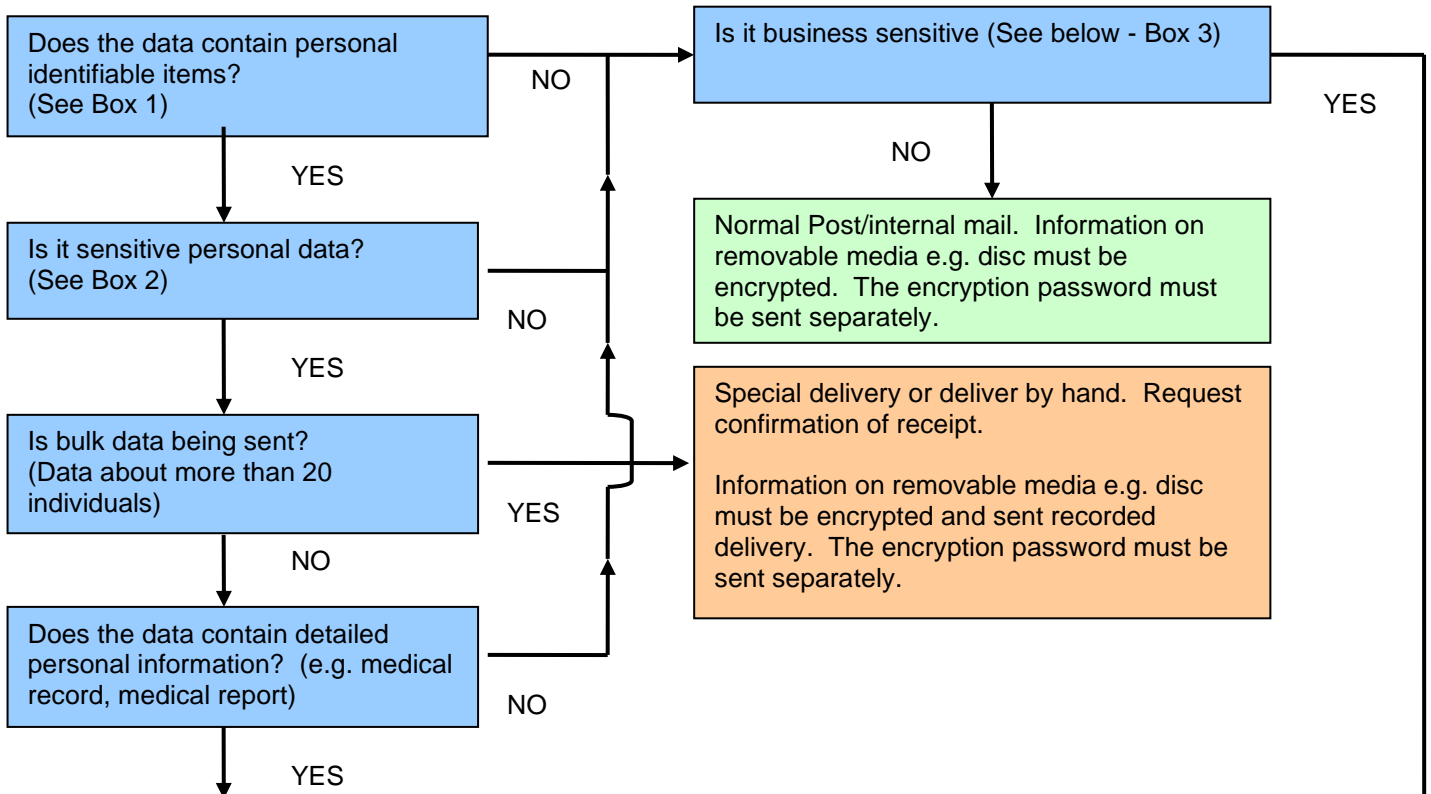 Does the data contain personal
identifiable items?
(See Box 1)
NO
Is it business sensitive (See below - Box 3)
YES
YES
NO
Is it sensitive personal data?
(See Box 2)
NO
Normal Post/internal mail.  Information on
removable media e.g. disc must be
encrypted.  The encryption password must
be sent separately.
YES
Is bulk data being sent?
(Data about more than 20
individuals)
YES
Special delivery or deliver by hand.  Request
confirmation of receipt.
Information on removable media e.g. disc
must be encrypted and sent recorded
delivery.  The encryption password must be
sent separately.
NO
Does the data contain detailed
personal information?  (e.g. medical
record, medical report)
NO
YES